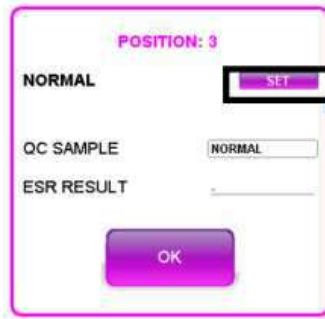 POSITION: 3
NORMAL SET
QC SAMPLE NORMAL
ESR RESULT -
OK